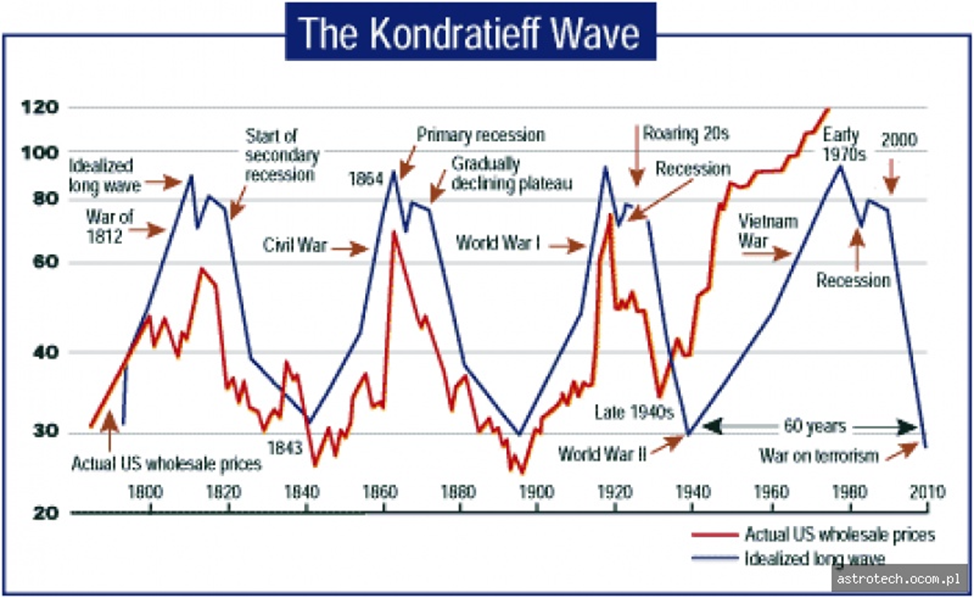 The Kondratieff Wave
120
100
80
60
40
30
20
Idealized
long wave
War of
1812
Start of
secondary
recession
1864
Primary recession
Gradually
declining plateau
Civil War
World War I
Roaring 20s
Recession
Early
1970s
2000
Vietnam
War
Recession
1843
Late 1940s
World War II
60 years
War on terrorism
Actual US wholesale prices
1800
1820
1840
1860
1880
1900
1920
1940
1960
1980
2010
Actual US wholesale prices
Idealized long wave
astrotech.ocom.pl